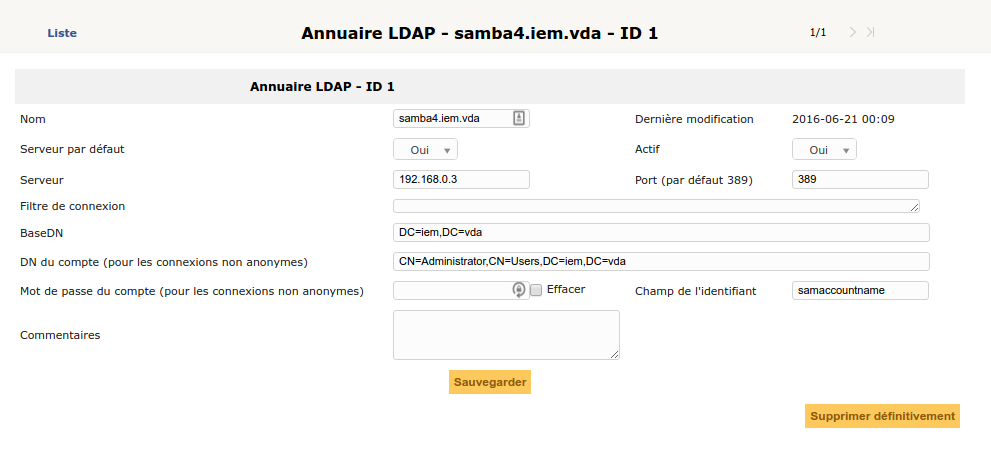 Liste
Annuaire LDAP - samba4.iem.vda - ID 1
1/1
Annuaire LDAP - ID 1
Nom
samba4.iem.vda
Dernière modification
2016-06-21 00:09
Serveur par défaut
Oui
Actif
Oui
Serveur
192.168.0.3
Port (par défaut 389)
389
Filtre de connexion
BaseDN
DC=iem,DC=vda
DN du compte (pour les connexions non anonymes)
CN=Administrator,CN=Users,DC=iem,DC=vda
Mot de passe du compte (pour les connexions non anonymes)
Effacer
Champ de l'identifiant
samaccountname
Commentaires
Sauvegarder
Supprimer définitivement